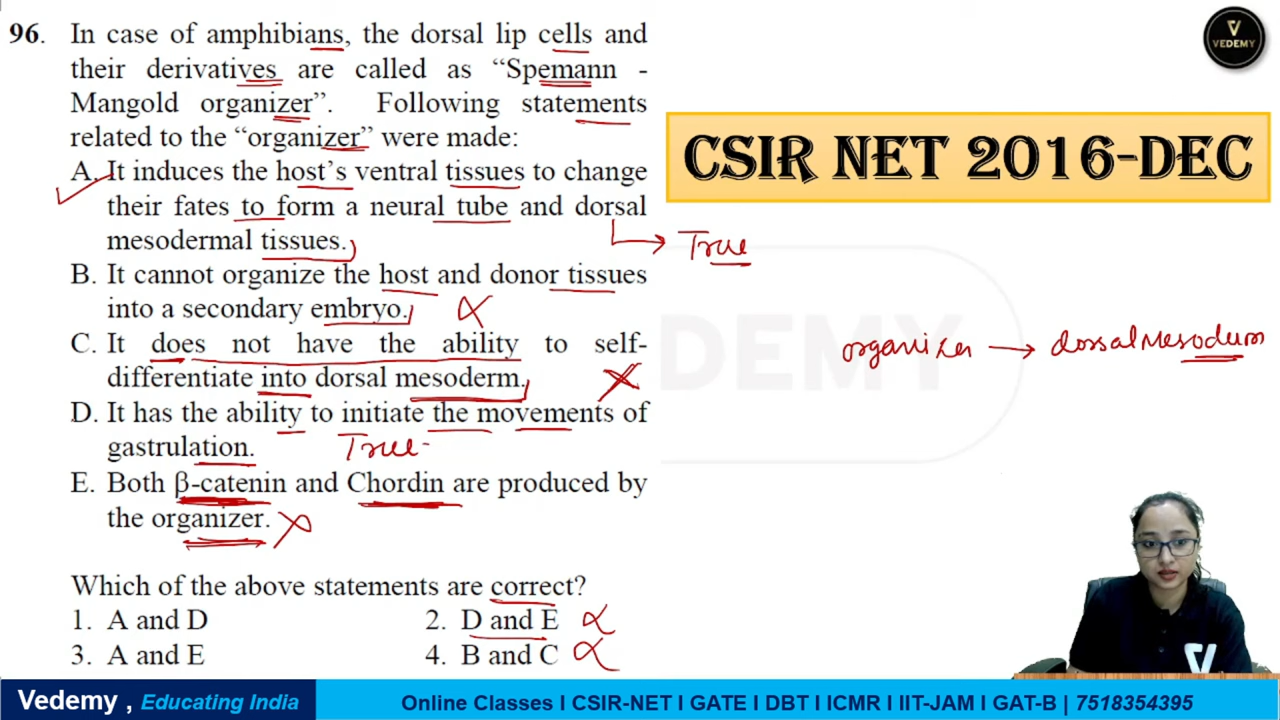 96. In case of amphibians, the dorsal lip cells and
their derivatives are called as "Spemann -
Mangold organizer". Following statements
related to the "organizer" were made:
A. It induces the host's ventral tissues to change
their fates to form a neural tube and dorsal
mesodermal tissues.
True
B. It cannot organize the host and donor tissues
into a secondary embryo.
C. It does not have the ability to self-
differentiate into dorsal mesoderm.
D. It has the ability to initiate the movements of
gastrulation. True
E. Both β-catenin and Chordin are produced by
the organizer.
Which of the above statements are correct?
1. A and D 2. D and E
3. A and E 4. B and C
VEDEMY
CSIR NET 2016-DEC
organizer → dorsal Mesodurm
VEDEMY
Vedemy , Educating India
Online Classes I CSIR-NET I GATE I DBT I ICMR I IIT-JAM I GAT-B | 7518354395